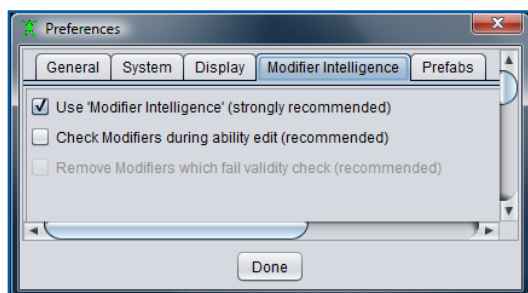 Preferences
General System Display Modifier Intelligence Prefabs
Use 'Modifier Intelligence' (strongly recommended)
Check Modifiers during ability edit (recommended)
Remove Modifiers which fail validity check (recommended)
Done